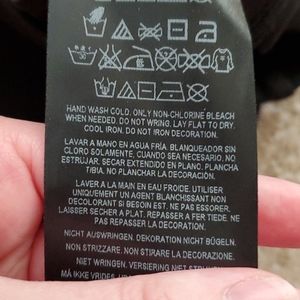 HAND WASH COLD. ONLY NON-CHLORINE BLEACH
WHEN NEEDED. DO NOT WRING. LAY FLAT TO DRY.
COOL IRON. DO NOT IRON DECORATION.
LAVAR A MANO EN AGUA FRÍA. BLANQUEADOR SIN
CLORO SOLAMENTE, CUANDO SEA NECESARIO. NO
ESTRUJAR. SECAR EXTENDIDO EN PLANO. PLANCHA
TIBIA. NO PLANCHAR LA DECORACIÓN.
LAVER A LA MAIN EN EAU FROIDE. UTILISER
UNIQUEMENT UN AGENT BLANCHISSANT NON
DECOLORANT SI BESOIN EST. NE PAS ESSORER.
LAISSER SECHER A PLAT. REPASSER A FER TIEDE. NE
PAS REPASSER LA DECORATION.
NICHT AUSWRINGEN. DEKORATION NICHT BÜGELN.
NON STRIZZARE. NON STIRARE LA DECORAZIONE.
NIET WRINGEN. VERSIERING NIET STRIJKEN.
MÅ IKKE VRIDES.